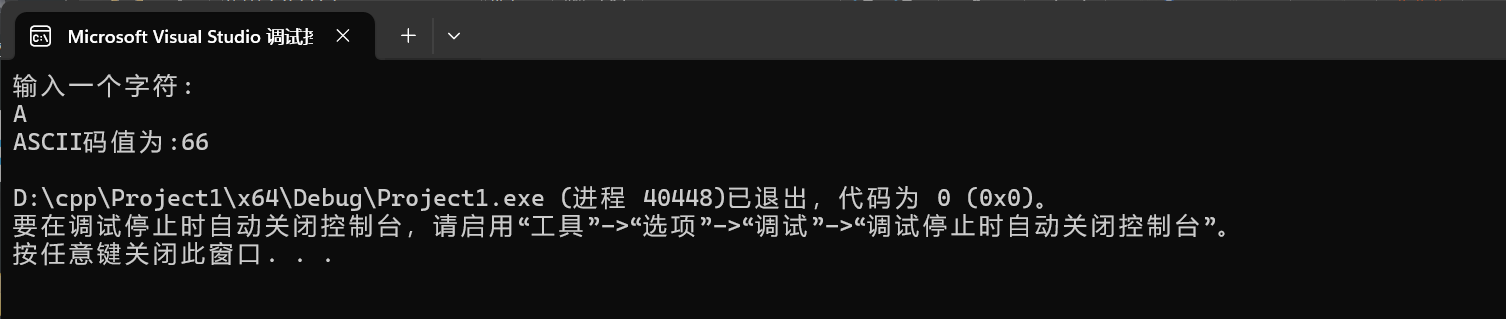 Microsoft Visual Studio 调试
输入一个字符:
A
ASCII码值为:66
D:\cpp\Project1\x64\Debug\Project1.exe (进程 40448)已退出，代码为 0 (0x0)。
要在调试停止时自动关闭控制台，请启用“工具”->“选项”->“调试”->“调试停止时自动关闭控制台”。
按任意键关闭此窗口. . .